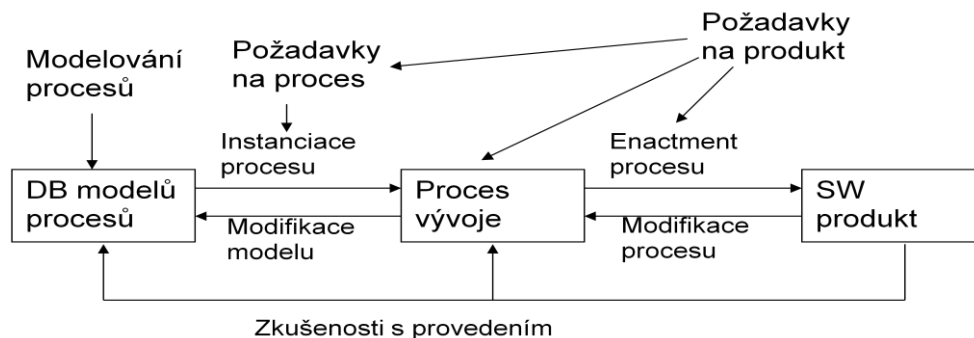 Modelování
procesů
Požadavky
na proces
Požadavky
na produkt
Instanciace
procesu
Enactment
procesu
DB modelů
procesů
Proces
vývoje
SW
produkt
Modifikace
modelu
Modifikace
procesu
Zkušenosti s provedením